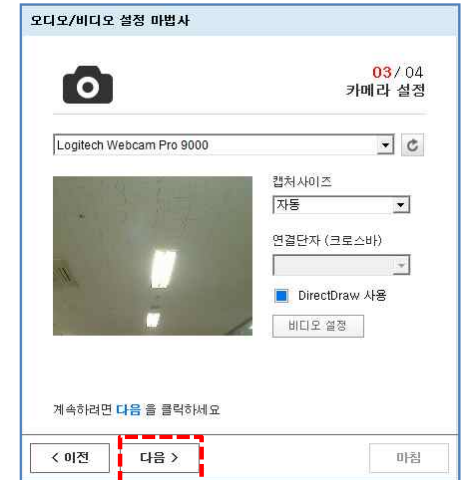 오디오/비디오 설정 마법사
03/ 04
카메라 설정
Logitech Webcam Pro 9000
캡처사이즈
자동
연결단자 (크로스바)
DirectDraw 사용
비디오 설정
계속하려면 다음 을 클릭하세요
< 이전
다음 >
마침